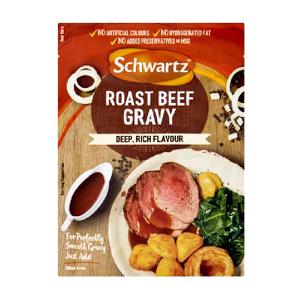 ✓ NO ARTIFICIAL COLOURS ✓ NO HYDROGENATED FAT
✓ NO ADDED PRESERVATIVES OR MSG
Schwartz
ROAST BEEF
GRAVY
DEEP, RICH FLAVOUR
For Perfectly
Smooth Gravy
Just Add